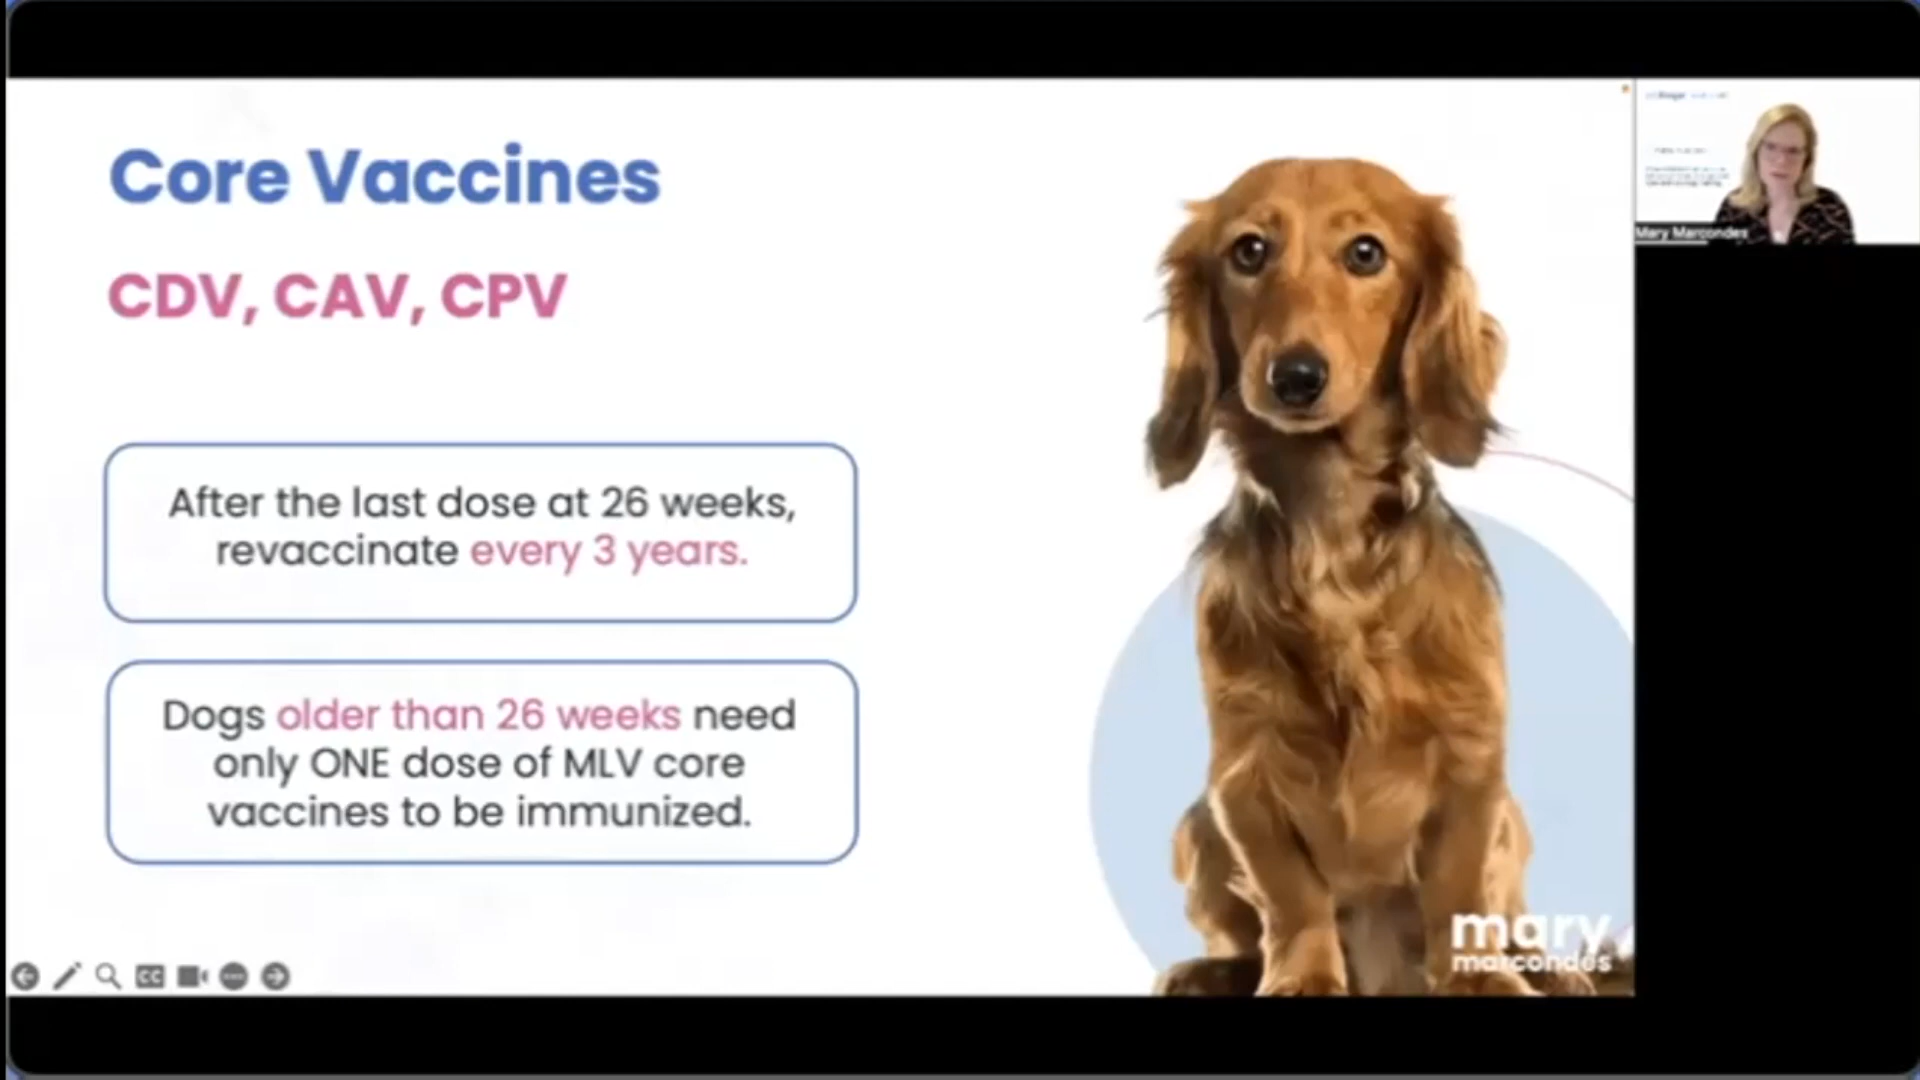 Core Vaccines
CDV, CAV, CPV
After the last dose at 26 weeks,
revaccinate every 3 years.
Dogs older than 26 weeks need
only ONE dose of MLV core
vaccines to be immunized.
mary
marcondes
CC
Mary Marcondes